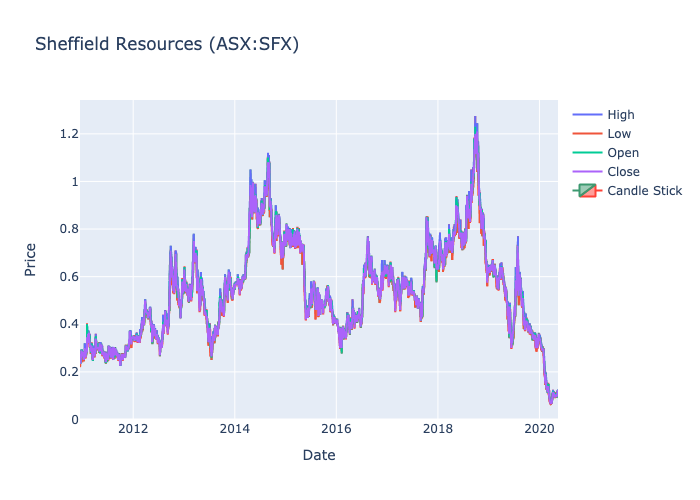 Sheffield Resources (ASX:SFX)
High
Low
Open
Close
Candle Stick
Price
1.2
1
0.8
0.6
0.4
0.2
0
2012 2014 2016 2018 2020
Date